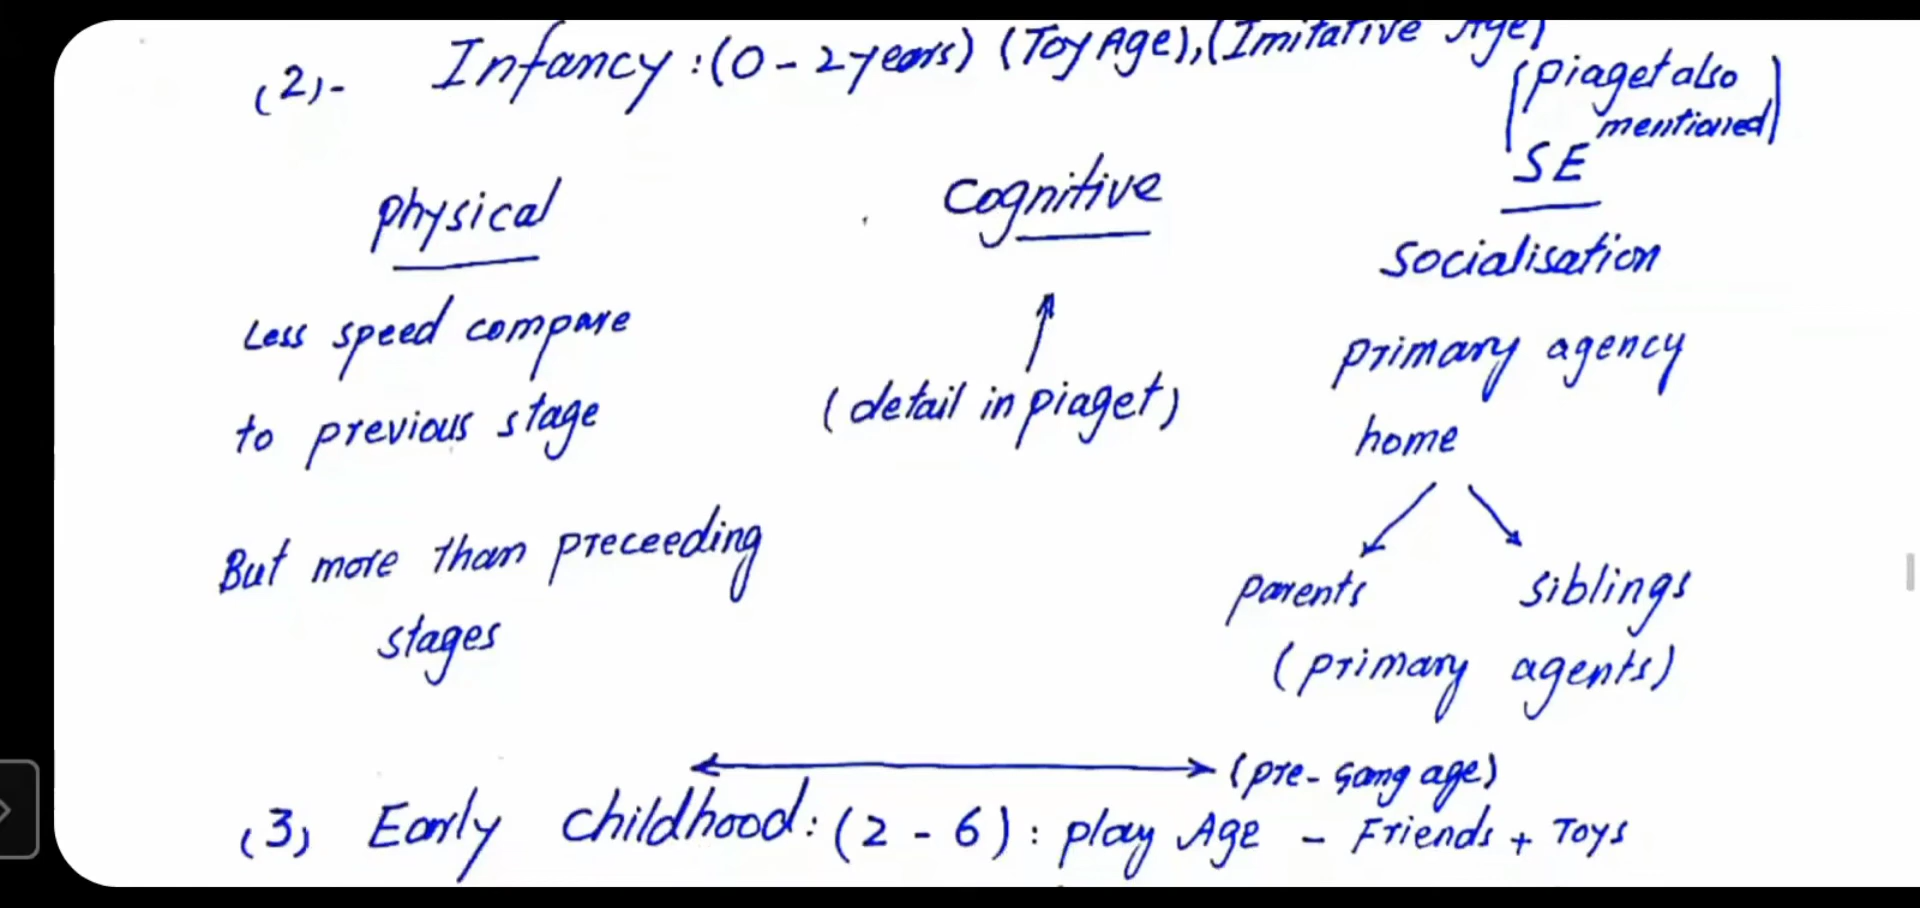 (2)- Infancy : (0 - 2years) (Toy Age), (Imitative Age)
(piaget also mentioned)
physical
Cognitive
SE
Less speed compare
to previous stage
But more than preceeding
stages
(detail in piaget)
Socialisation
primary agency
home
parents siblings
(primary agents)
(pre-gang age)
(3) Early childhood : (2 - 6) : play Age - Friends + Toys